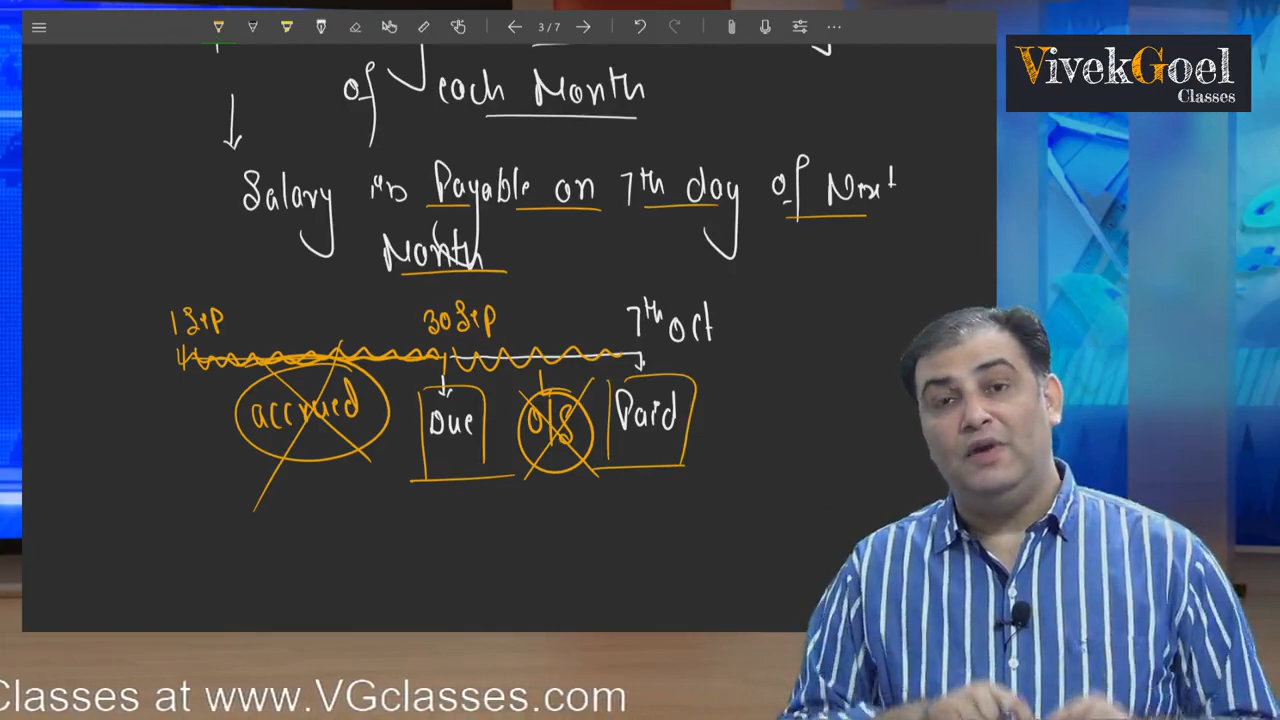 3/7
VivekGoel
Classes
of each Month
Salary is Payable on 7th day of Next
Month
1 Sep 30 Sep 7th Oct
accrued Due O/S Paid
Classes at www.VGclasses.com